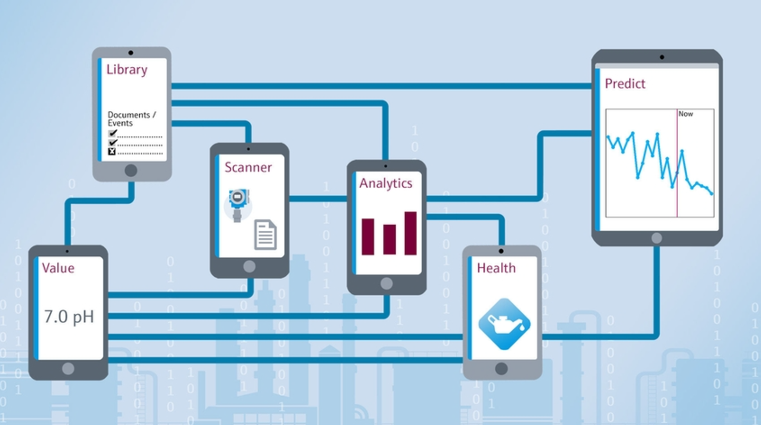 Library
Documents /
Events
Scanner
Analytics
Predict
Now
Value
7.0 pH
Health